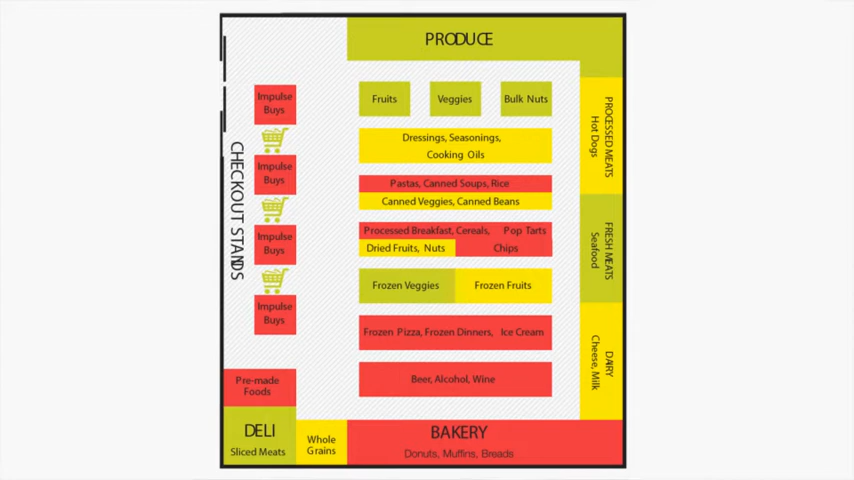 PRODUCE
Impulse
Buys
Fruits
Veggies
Bulk Nuts
PROCESSED MEATS
Hot Dogs
Dressings, Seasonings,
Cooking Oils
CHECKOUT STANDS
Impulse
Buys
Pastas, Canned Soups, Rice
Canned Veggies, Canned Beans
Impulse
Buys
Processed Breakfast, Cereals, Pop Tarts
Dried Fruits, Nuts
Chips
FRESH MEATS
Seafood
Frozen Veggies
Frozen Fruits
Impulse
Buys
Frozen Pizza, Frozen Dinners, Ice Cream
DAIRY
Cheese, Milk
Pre-made
Foods
Beer, Alcohol, Wine
DELI
Sliced Meats
Whole
Grains
BAKERY
Donuts, Muffins, Breads